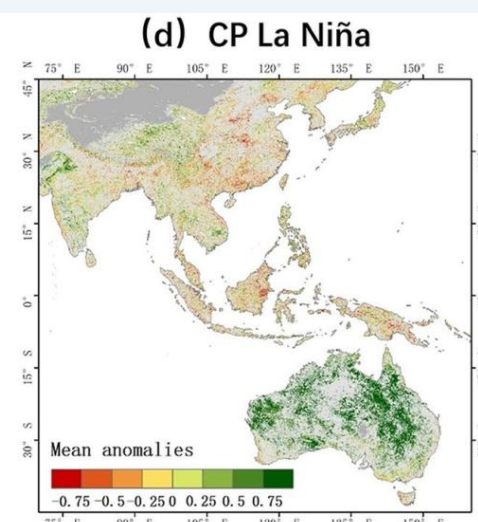 (d) CP La Niña
75° E 90° E 105° E 120° E 135° E 150° E
45° N
30° N
15° N
0°
15° S
30° S
Mean anomalies
-0.75 -0.5 -0.25 0 0.25 0.5 0.75